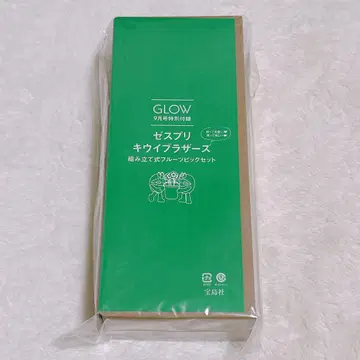 GLOW
9月号特別付録
ゼスプリ
キウイブラザーズ
組み立て式フルーツピックセット
宝島社